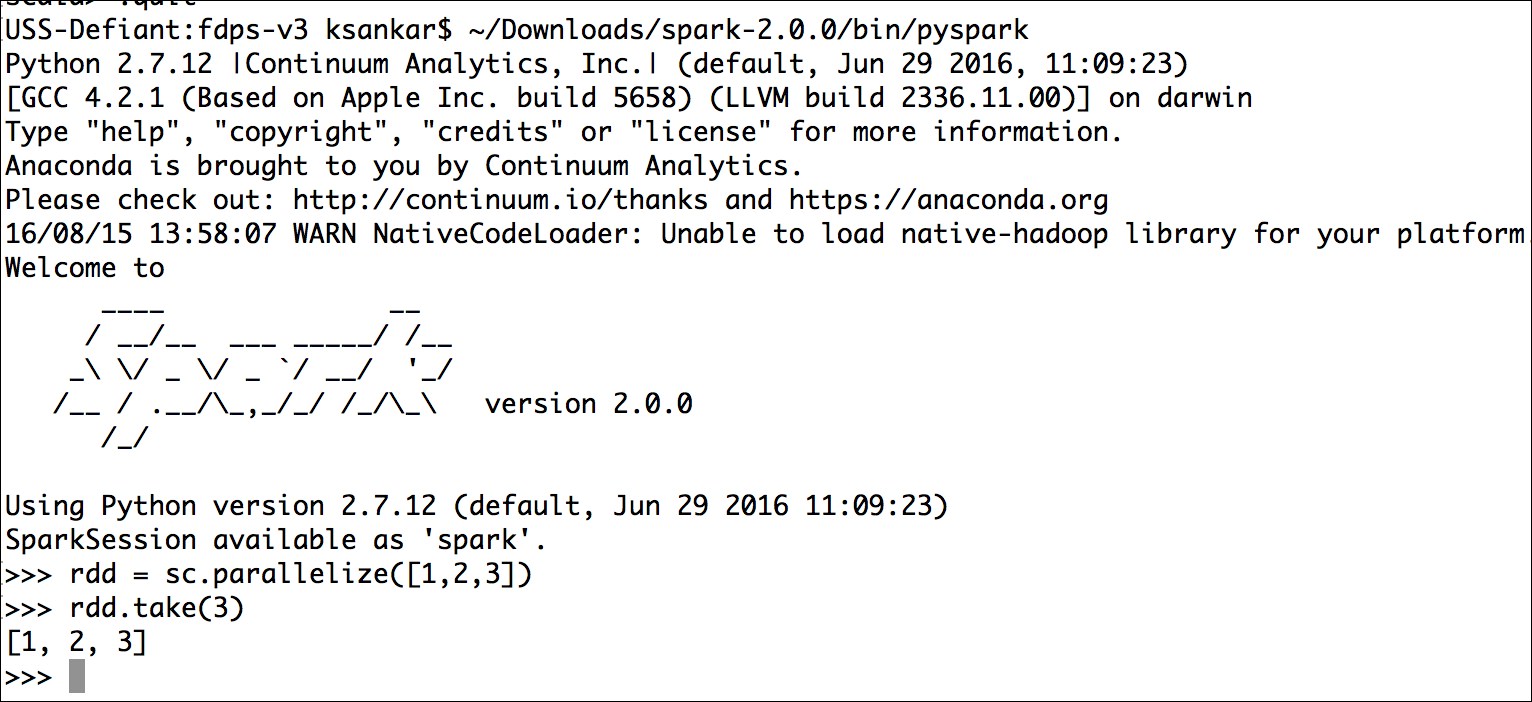 USS-Defiant:fdps-v3 ksankar$ ~/Downloads/spark-2.0.0/bin/pyspark
Python 2.7.12 |Continuum Analytics, Inc.| (default, Jun 29 2016, 11:09:23)
[GCC 4.2.1 (Based on Apple Inc. build 5658) (LLVM build 2336.11.00)] on darwin
Type "help", "copyright", "credits" or "license" for more information.
Anaconda is brought to you by Continuum Analytics.
Please check out: http://continuum.io/thanks and https://anaconda.org
16/08/15 13:58:07 WARN NativeCodeLoader: Unable to load native-hadoop library for your platform
Welcome to
      ____              __
     / __/__  ___ _____/ /__
    _\ \/ _ \/ _ `/ __/  '_/
   /__ / .__/\_,_/_/ /_/\_\   version 2.0.0
      /_/
Using Python version 2.7.12 (default, Jun 29 2016 11:09:23)
SparkSession available as 'spark'.
>>> rdd = sc.parallelize([1,2,3])
>>> rdd.take(3)
[1, 2, 3]
>>>